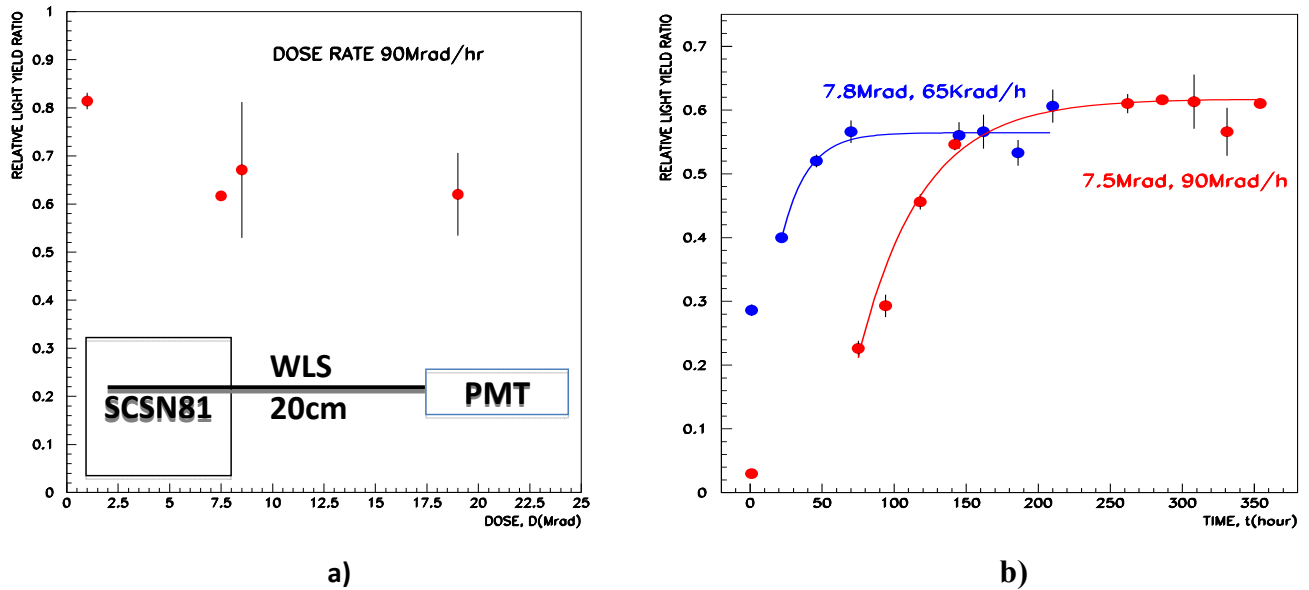 RELATIVE LIGHT YIELD RATIO
1
0.9
0.8
0.7
0.6
0.5
0.4
0.3
0.2
0.1
0
DOSE RATE 90Mrad/hr
WLS
SCSN81
20cm
PMT
0 2.5 5 7.5 10 12.5 15 17.5 20 22.5 25
DOSE, D(Mrad)
a)
RELATIVE LIGHT YIELD RATIO
0.7
0.6
0.5
0.4
0.3
0.2
0.1
0
7.8Mrad, 65Krad/h
7.5Mrad, 90Mrad/h
0 50 100 150 200 250 300 350
TIME, t(hour)
b)